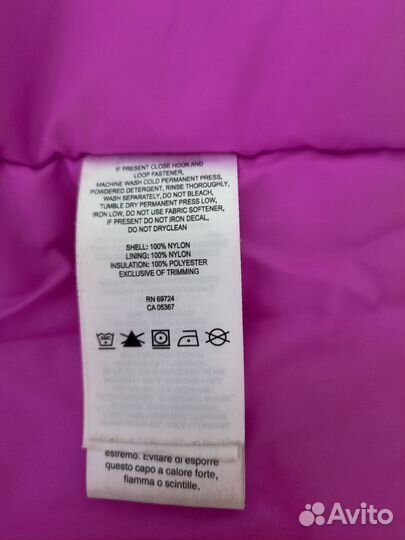 IF PRESENT CLOSE HOOK AND
LOOP FASTENER,
MACHINE WASH COLD PERMANENT PRESS,
POWDERED DETERGENT, RINSE THOROUGHLY,
WASH SEPARATELY, DO NOT BLEACH,
TUMBLE DRY PERMANENT PRESS LOW,
IRON LOW, DO NOT USE FABRIC SOFTENER,
IF PRESENT DO NOT IRON DECAL,
DO NOT DRYCLEAN
SHELL: 100% NYLON
LINING: 100% NYLON
INSULATION: 100% POLYESTER
EXCLUSIVE OF TRIMMING
RN 69724
CA 05367
estremo. Evitare di esporre
questo capo a calore forte,
fiamma o scintille.
Avito